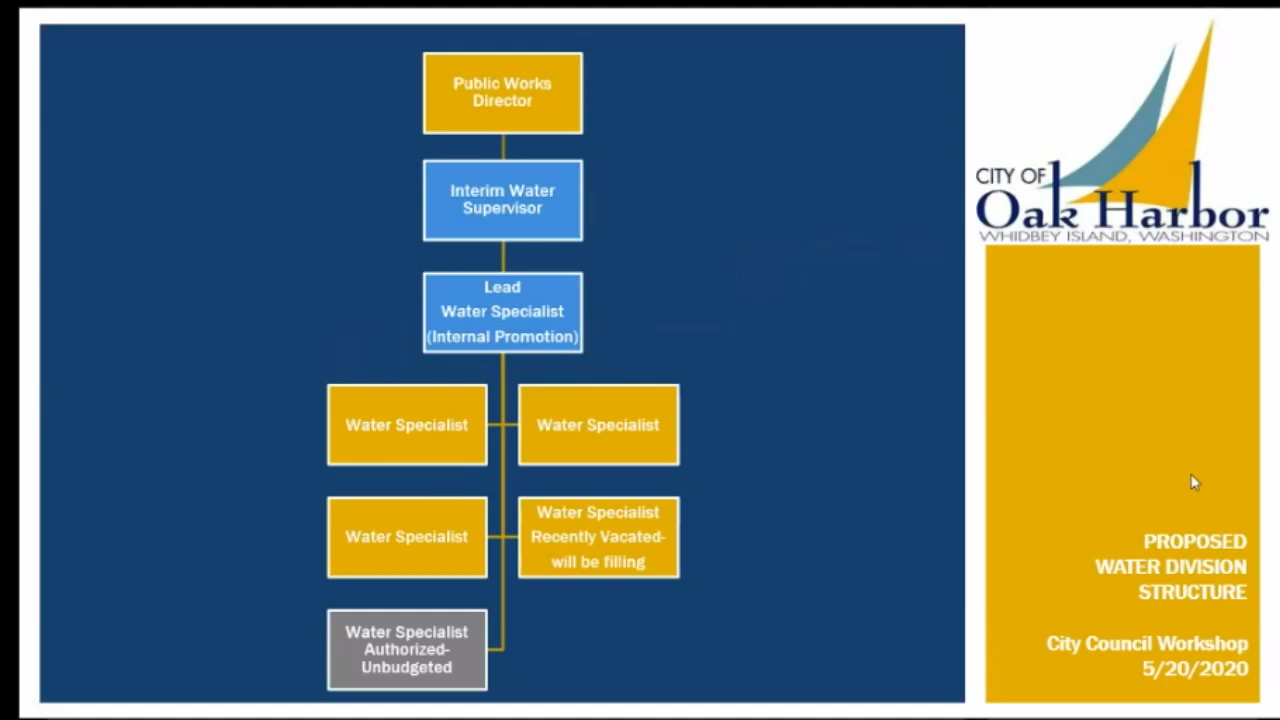 Public Works
Director
Interim Water
Supervisor
Lead
Water Specialist
(Internal Promotion)
Water Specialist
Water Specialist
Water Specialist
Water Specialist
Recently Vacated-
will be filling
Water Specialist
Authorized-
Unbudgeted
CITY OF
Oak Harbor
WHIDBEY ISLAND, WASHINGTON
PROPOSED
WATER DIVISION
STRUCTURE
City Council Workshop
5/20/2020